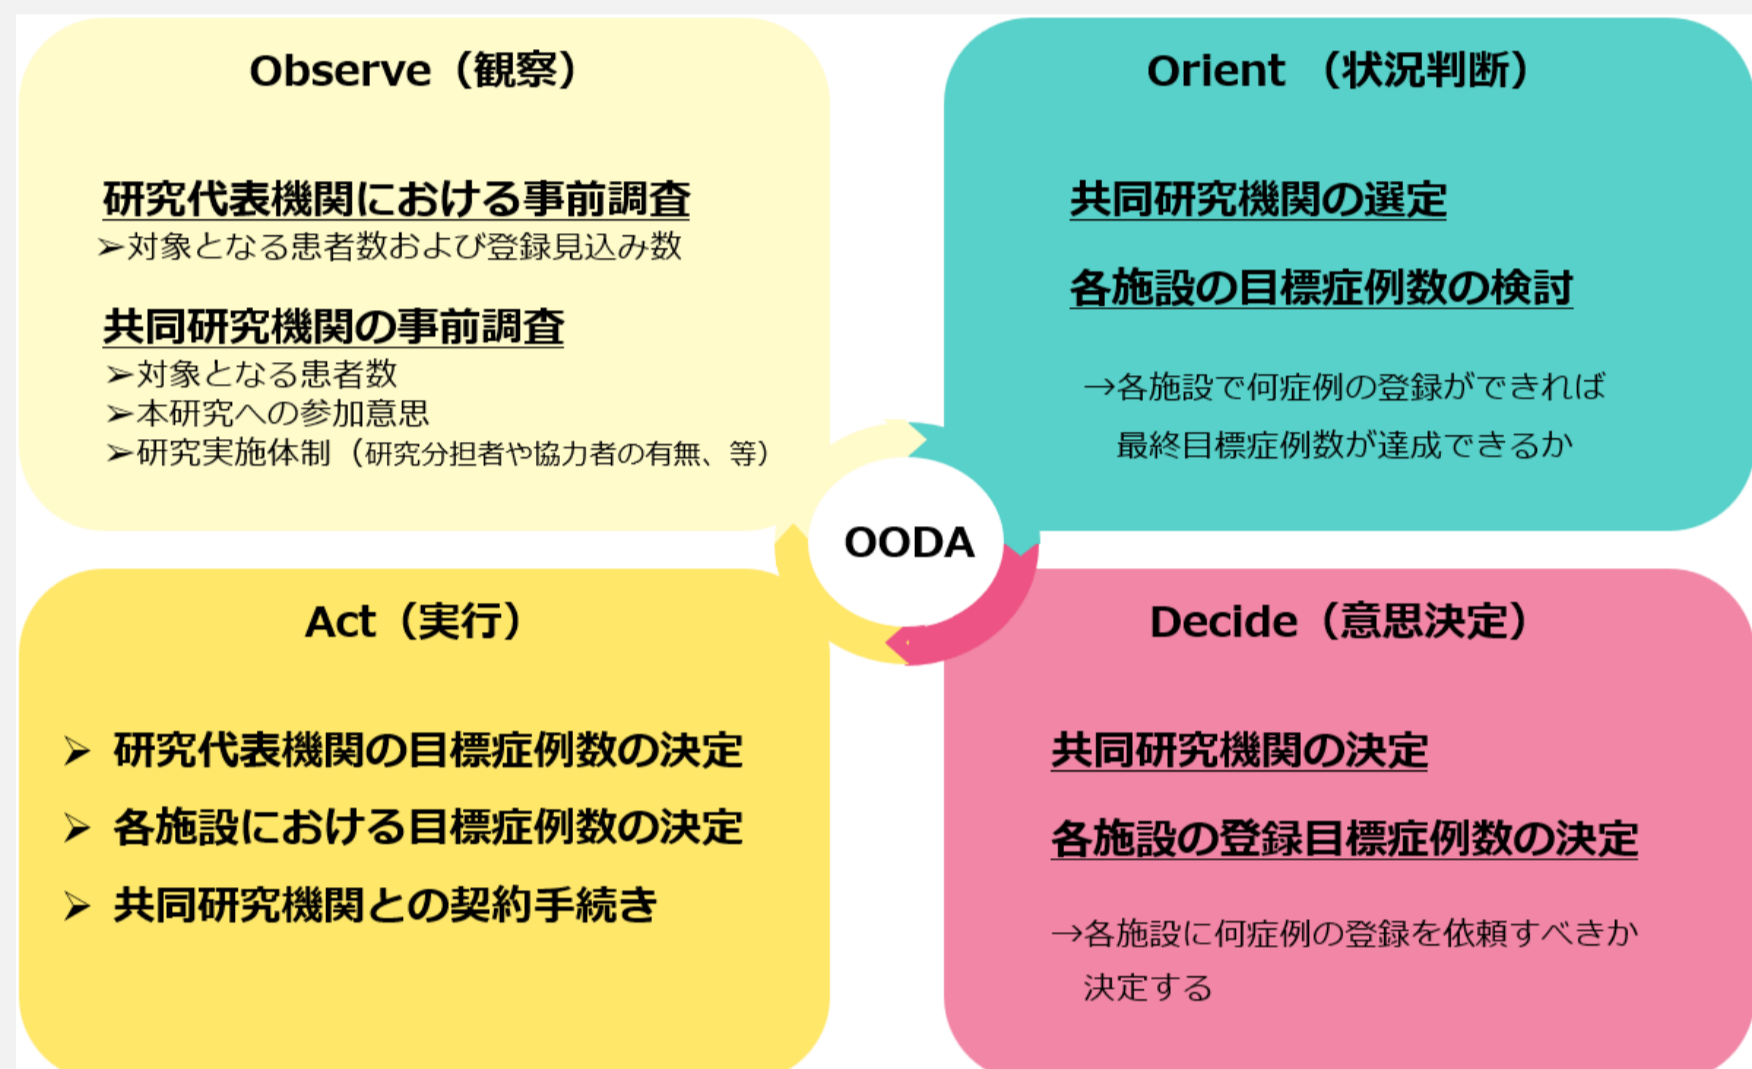 Observe（観察）
研究代表機関における事前調査
➢対象となる患者数および登録見込み数
共同研究機関の事前調査
➢対象となる患者数
➢本研究への参加意思
➢研究実施体制（研究分担者や協力者の有無、等）
Orient （状況判断）
共同研究機関の選定
各施設の目標症例数の検討
→各施設で何症例の登録ができれば
最終目標症例数が達成できるか
OODA
Act（実行）
➢ 研究代表機関の目標症例数の決定
➢ 各施設における目標症例数の決定
➢ 共同研究機関との契約手続き
Decide（意思決定）
共同研究機関の決定
各施設の登録目標症例数の決定
→各施設に何症例の登録を依頼すべきか
決定する